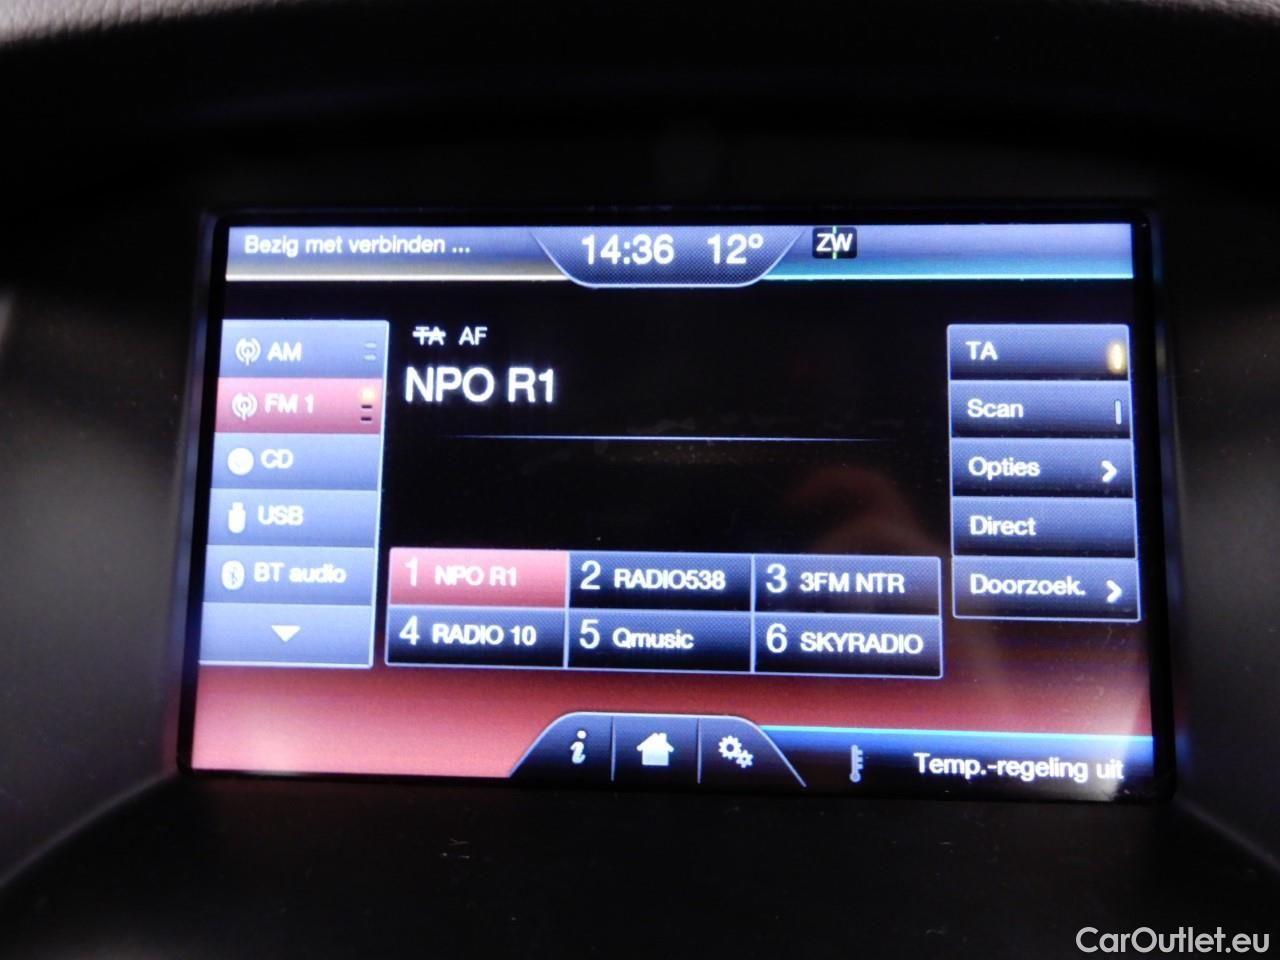 Bezig met verbinden ...
14:36 12°
ZW
AM
FM 1
CD
USB
BT audio
TA AF
NPO R1
1 NPO R1
2 RADIO538
3 3FM NTR
4 RADIO 10
5 Qmusic
6 SKYRADIO
TA
Scan
Opties
Direct
Doorzoek.
i
Temp.-regeling uit
CarOutlet.eu